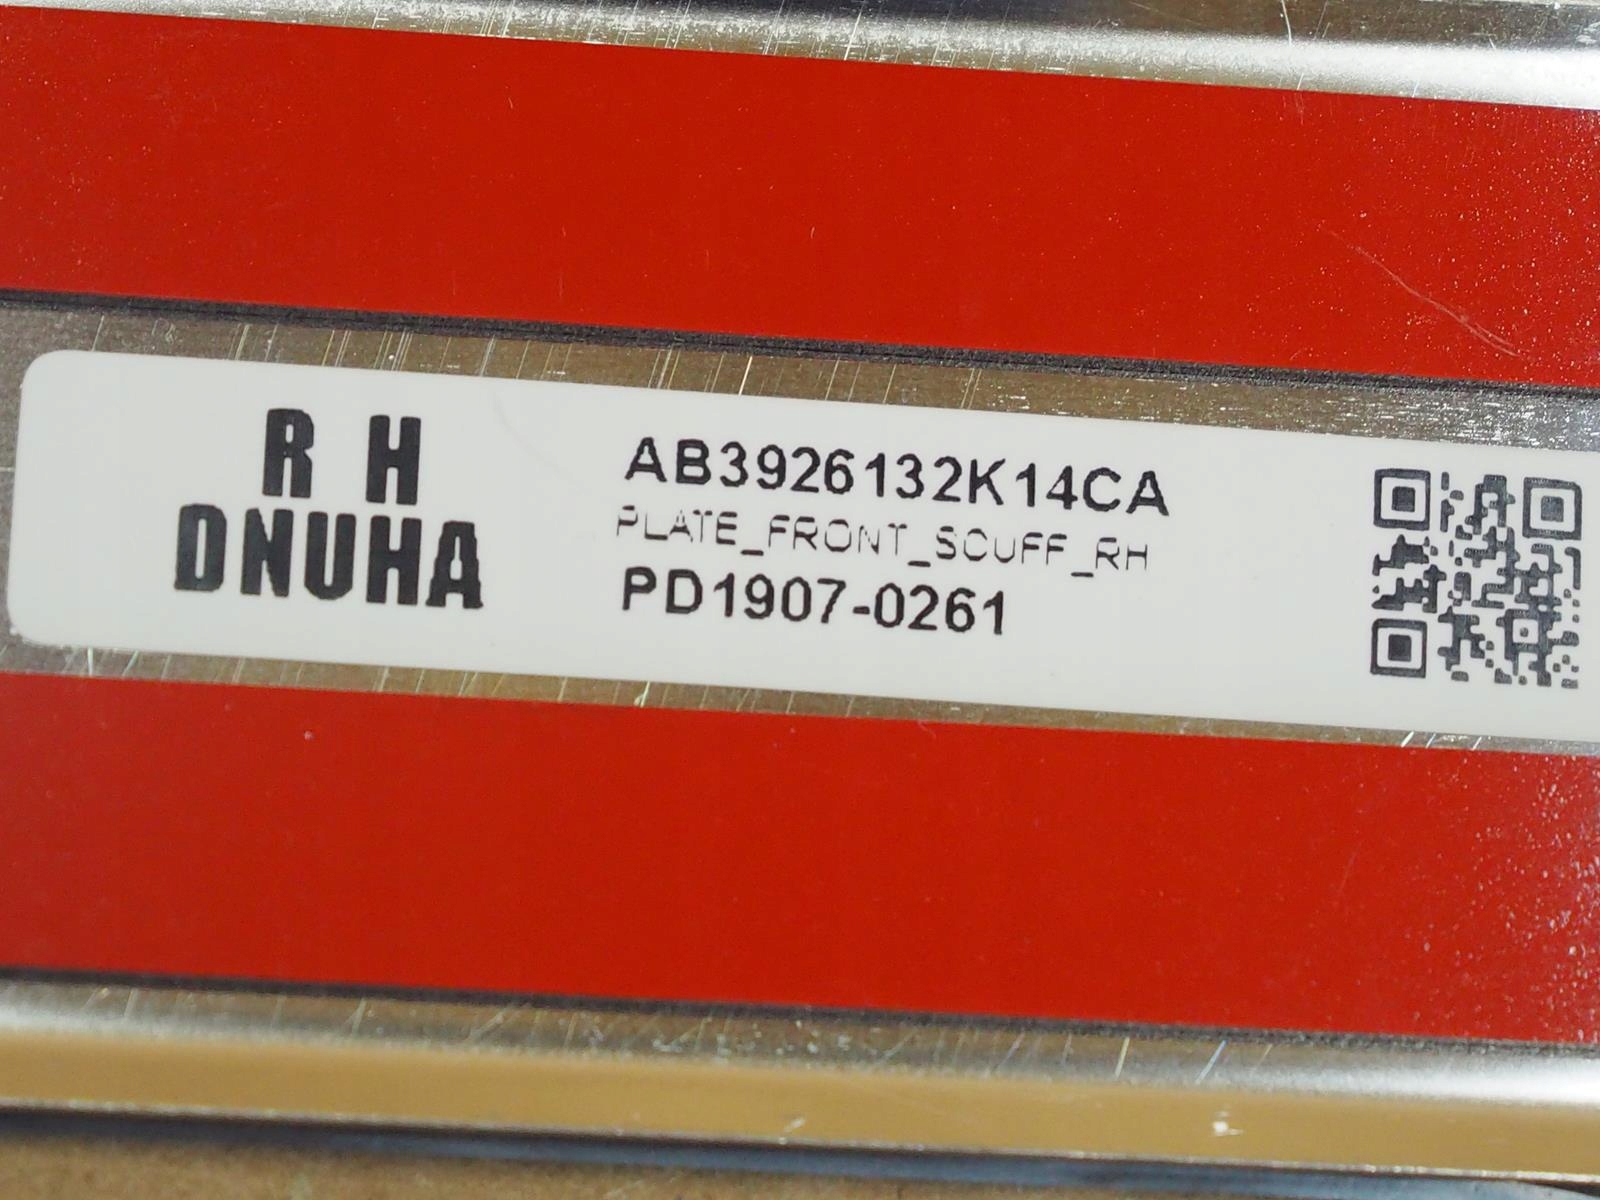 R H
DNUHA
AB3926132K14CA
PLATE_FRONT_SCUFF_RH
PD1907-0261